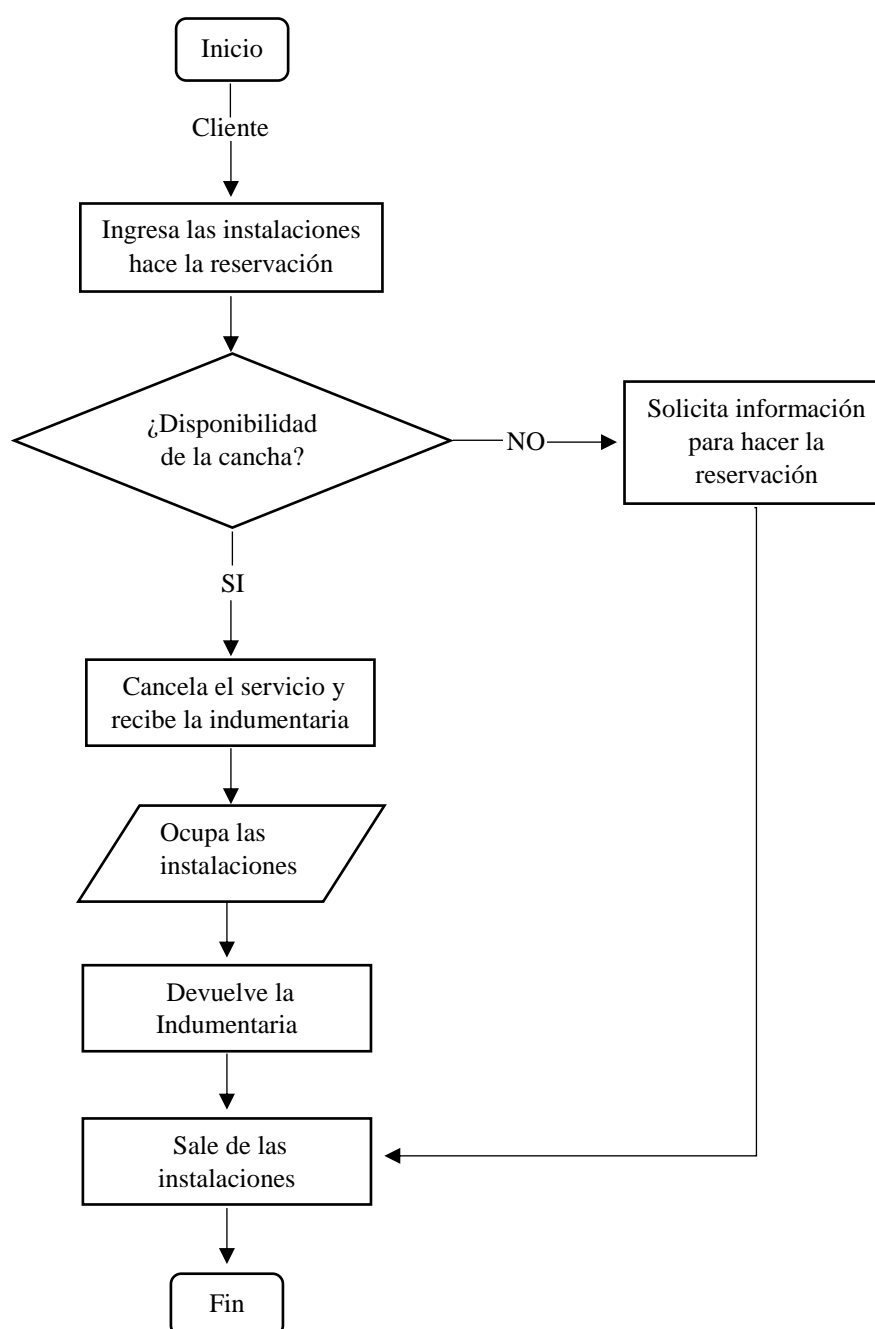 Inicio
Cliente
Ingresa las instalaciones
hace la reservación
¿Disponibilidad
de la cancha?
NO
Solicita información
para hacer la
reservación
SI
Cancela el servicio y
recibe la indumentaria
Ocupa las
instalaciones
Devuelve la
Indumentaria
Sale de las
instalaciones
Fin